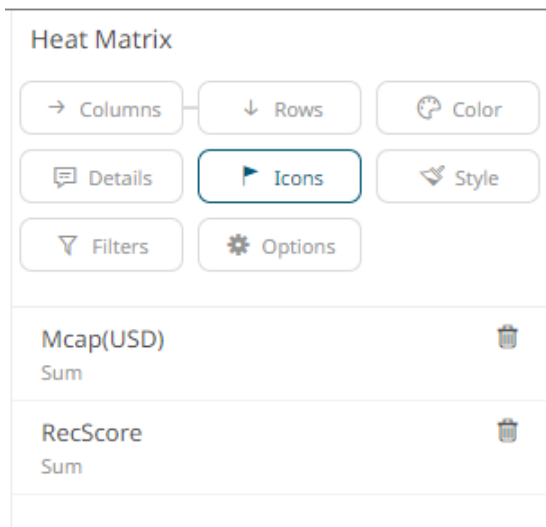 Heat Matrix
Columns Rows Color
Details Icons Style
Filters Options
Mcap(USD)
Sum
RecScore
Sum